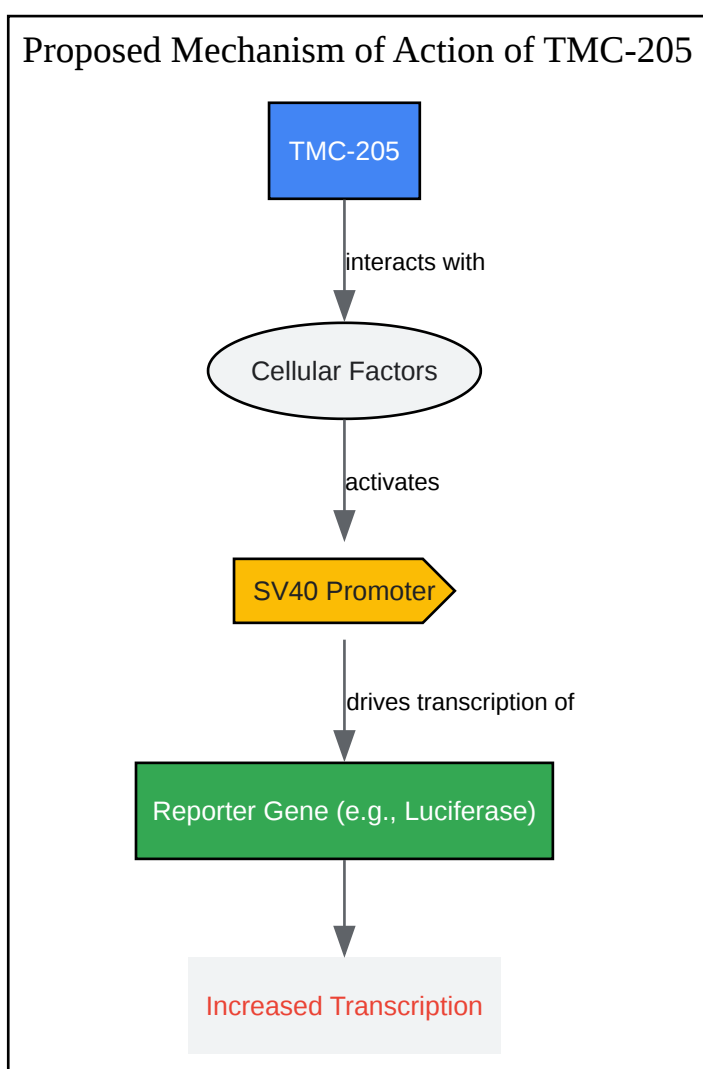 Proposed Mechanism of Action of TMC-205
TMC-205
interacts with
Cellular Factors
activates
SV40 Promoter
drives transcription of
Reporter Gene (e.g., Luciferase)
Increased Transcription